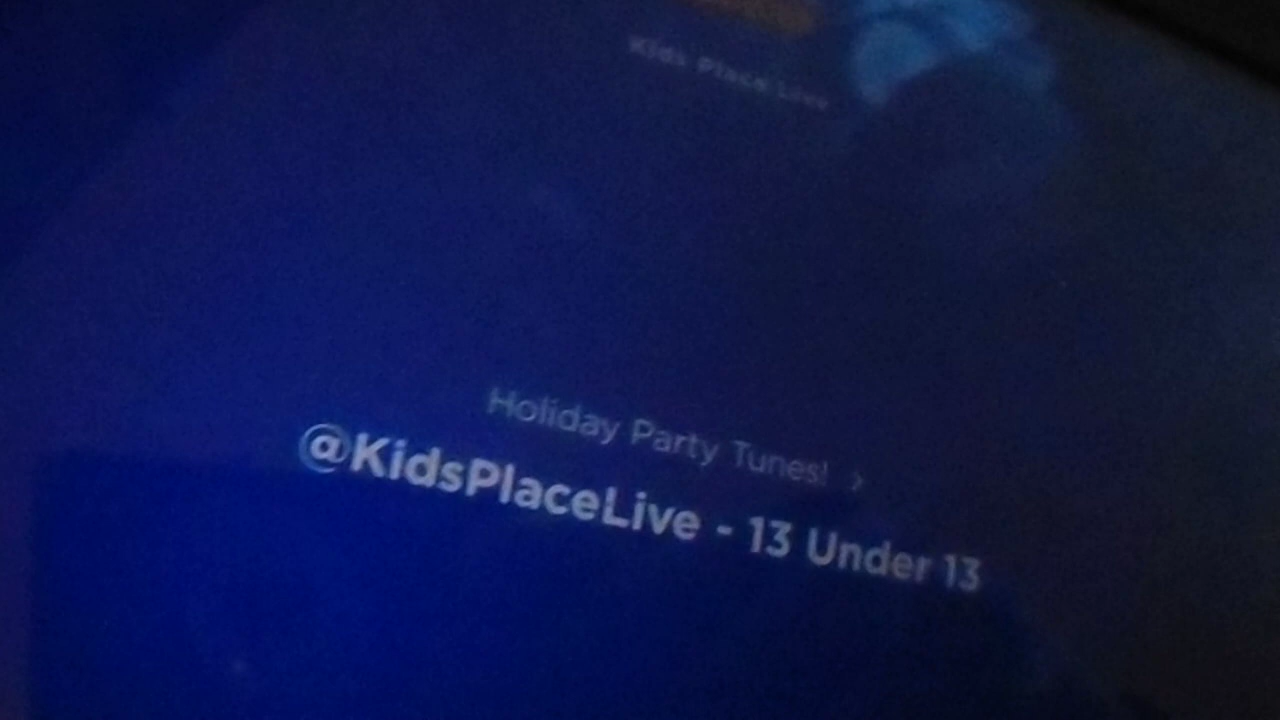 Kids Place Live
Holiday Party Tunes! ›
@KidsPlaceLive - 13 Under 13